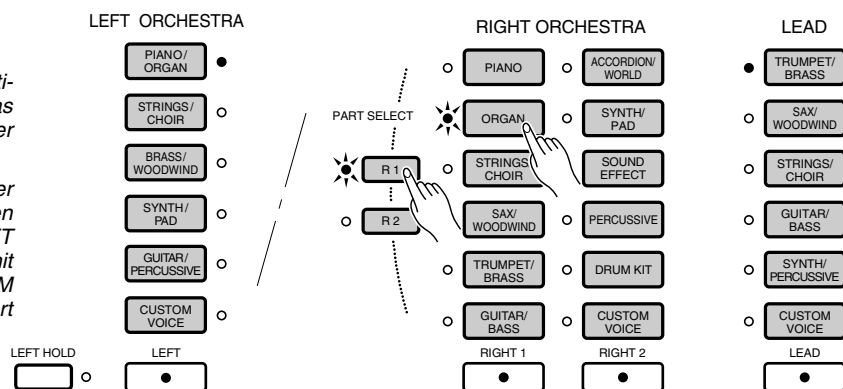 LEFT ORCHESTRA
PIANO/
ORGAN
STRINGS/
CHOIR
BRASS/
WOODWIND
SYNTH/
PAD
GUITAR/
PERCUSSIVE
CUSTOM
VOICE
LEFT HOLD
LEFT
PART SELECT
R 1
R 2
RIGHT ORCHESTRA
PIANO
ORGAN
STRINGS/
CHOIR
SAX/
WOODWIND
TRUMPET/
BRASS
GUITAR/
BASS
RIGHT 1
ACCORDION/
WORLD
SYNTH/
PAD
SOUND
EFFECT
PERCUSSIVE
DRUM KIT
CUSTOM
VOICE
RIGHT 2
LEAD
TRUMPET/
BRASS
SAX/
WOODWIND
STRINGS/
CHOIR
GUITAR/
BASS
SYNTH/
PERCUSSIVE
CUSTOM
VOICE
LEAD